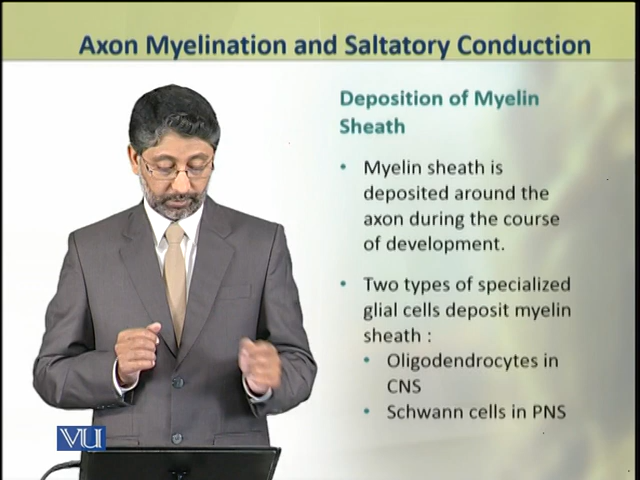 Axon Myelination and Saltatory Conduction
Deposition of Myelin
Sheath
• Myelin sheath is
deposited around the
axon during the course
of development.
• Two types of specialized
glial cells deposit myelin
sheath :
• Oligodendrocytes in
CNS
• Schwann cells in PNS
VU